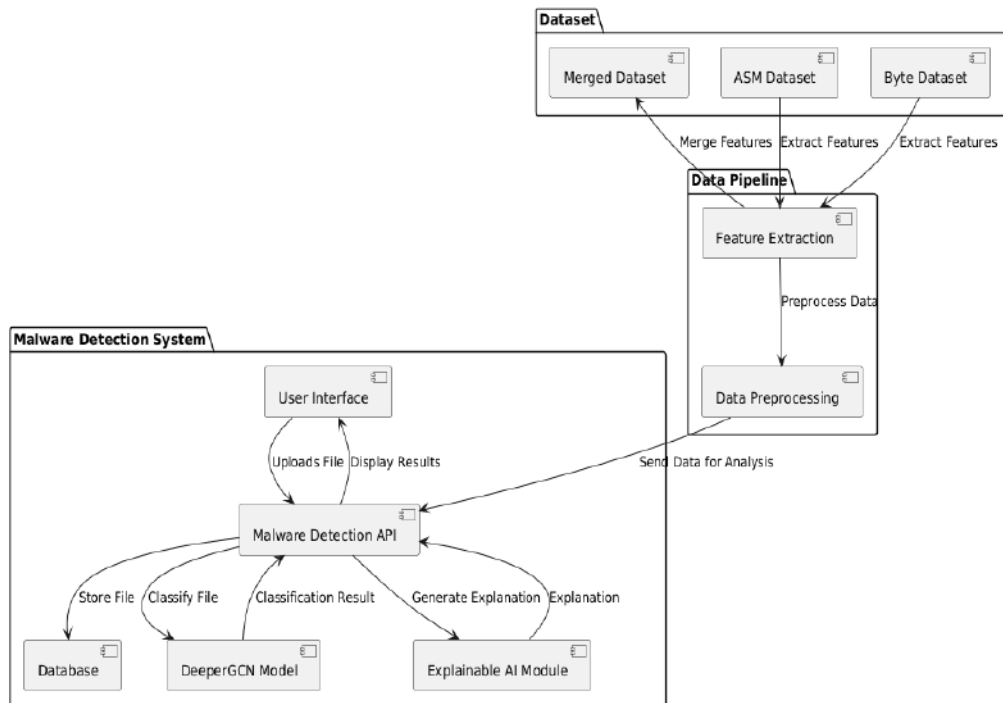 Dataset
Merged Dataset
ASM Dataset
Byte Dataset
Merge Features
Extract Features
Extract Features
Data Pipeline
Feature Extraction
Preprocess Data
Malware Detection System
User Interface
Data Preprocessing
Uploads File
Display Results
Send Data for Analysis
Malware Detection API
Store File
Classify File
Classification Result
Generate Explanation
Explanation
Database
DeeperGCN Model
Explainable AI Module